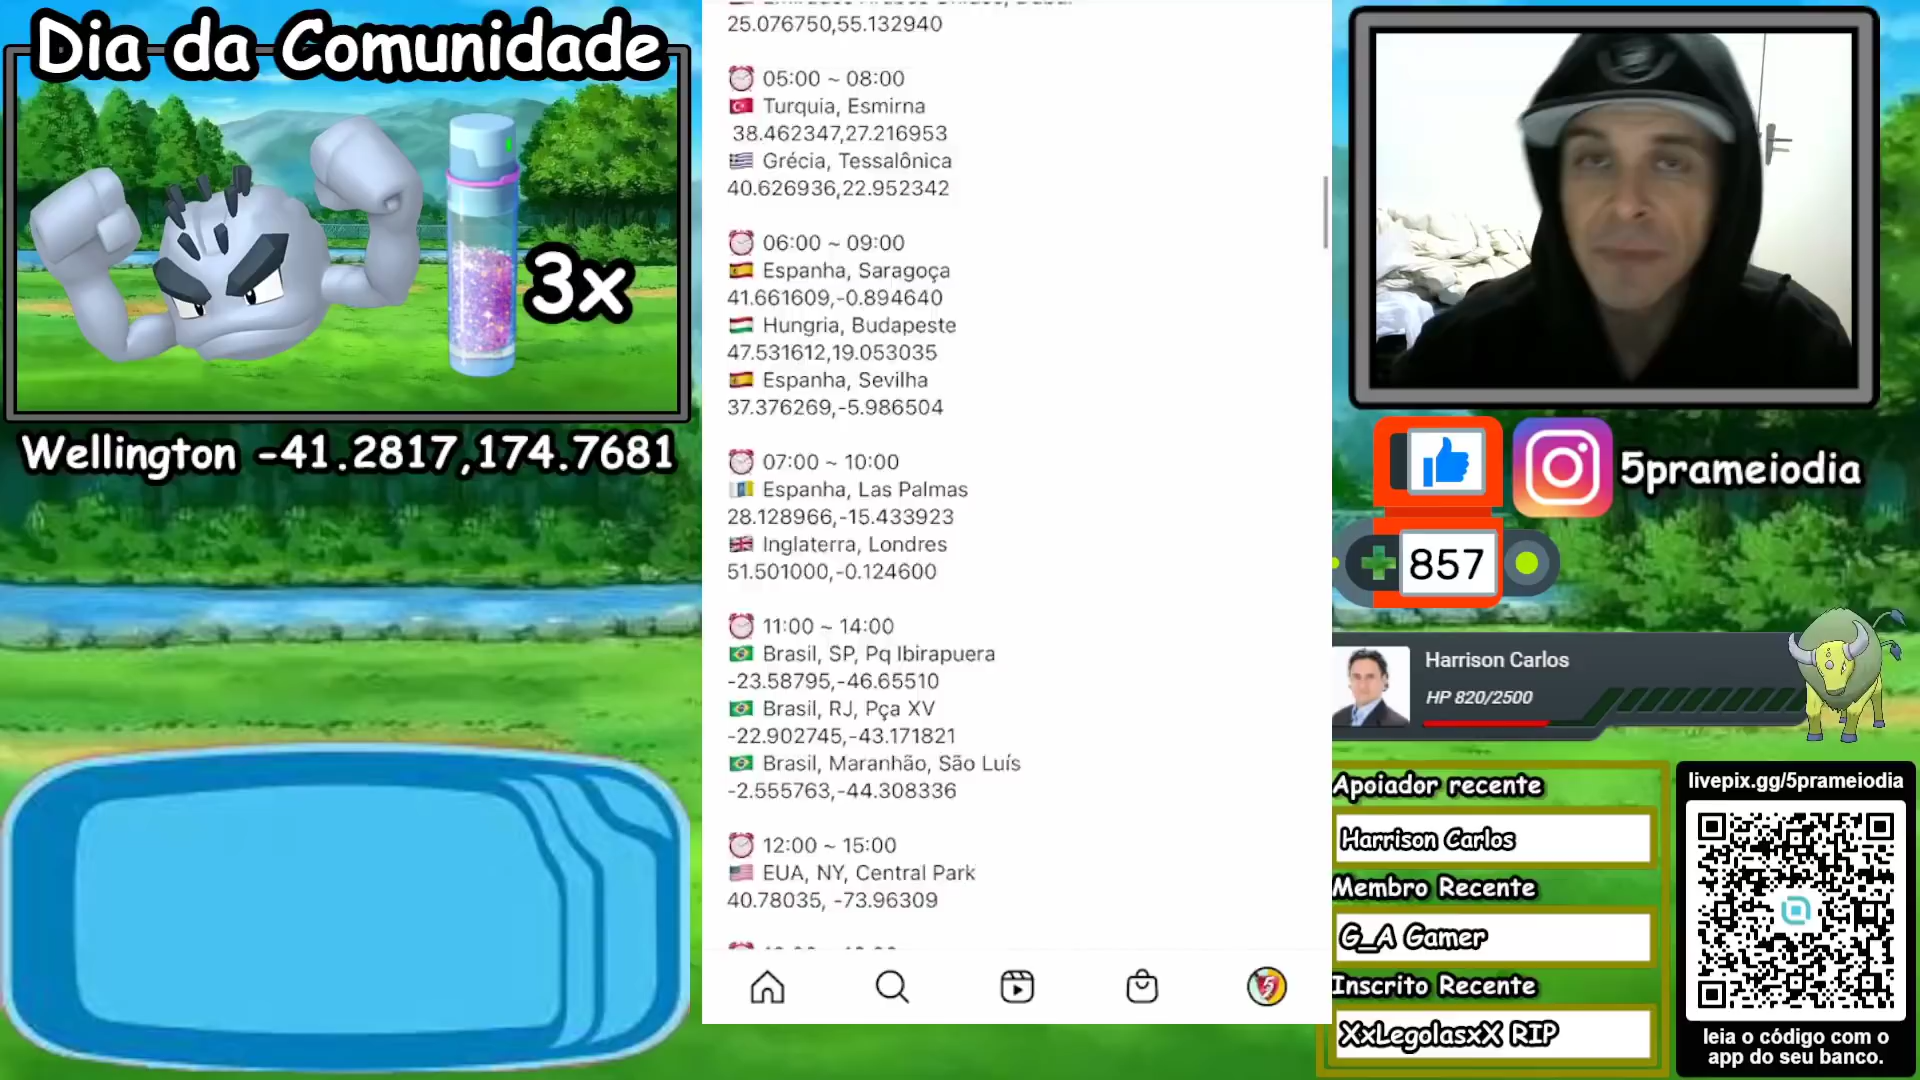 Dia da Comunidade
3x
Wellington -41.2817,174.7681
25.076750,55.132940
05:00 ~ 08:00
Turquia, Esmirna
38.462347,27.216953
Grécia, Tessalônica
40.626936,22.952342
06:00 ~ 09:00
Espanha, Saragoça
41.661609,-0.894640
Hungria, Budapeste
47.531612,19.053035
Espanha, Sevilha
37.376269,-5.986504
07:00 ~ 10:00
Espanha, Las Palmas
28.128966,-15.433923
Inglaterra, Londres
51.501000,-0.124600
11:00 ~ 14:00
Brasil, SP, Pq Ibirapuera
-23.58795,-46.65510
Brasil, RJ, Pça XV
-22.902745,-43.171821
Brasil, Maranhão, São Luís
-2.555763,-44.308336
12:00 ~ 15:00
EUA, NY, Central Park
40.78035, -73.96309
5prameiodia
857
Harrison Carlos
HP 820/2500
Apoiador recente
Harrison Carlos
Membro Recente
G_A Gamer
Inscrito Recente
XxLegolasxX RIP
livepix.gg/5prameiodia
leia o código com o
app do seu banco.